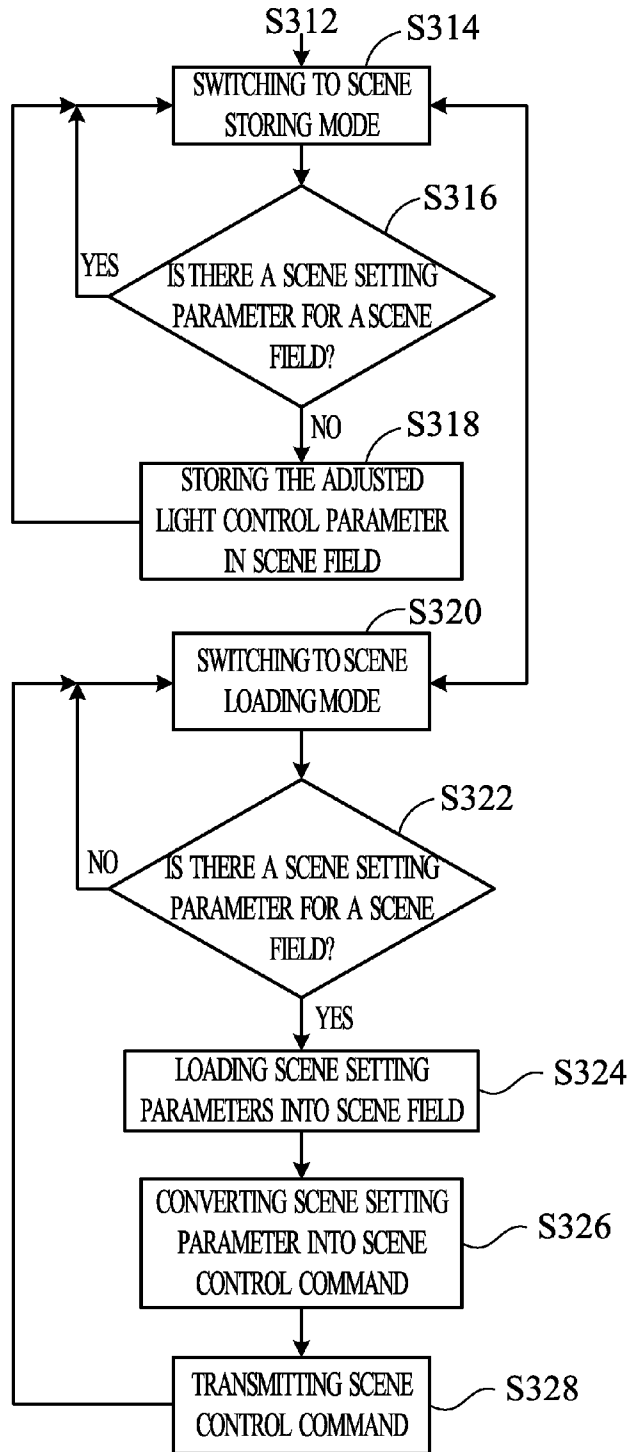 S312
S314
SWITCHING TO SCENE
STORING MODE
S316
YES
IS THERE A SCENE SETTING
PARAMETER FOR A SCENE
FIELD?
NO
S318
STORING THE ADJUSTED
LIGHT CONTROL PARAMETER
IN SCENE FIELD
S320
SWITCHING TO SCENE
LOADING MODE
S322
NO
IS THERE A SCENE SETTING
PARAMETER FOR A SCENE
FIELD?
YES
LOADING SCENE SETTING
PARAMETERS INTO SCENE FIELD
S324
CONVERTING SCENE SETTING
PARAMETER INTO SCENE
CONTROL COMMAND
S326
TRANSMITTING SCENE
CONTROL COMMAND
S328